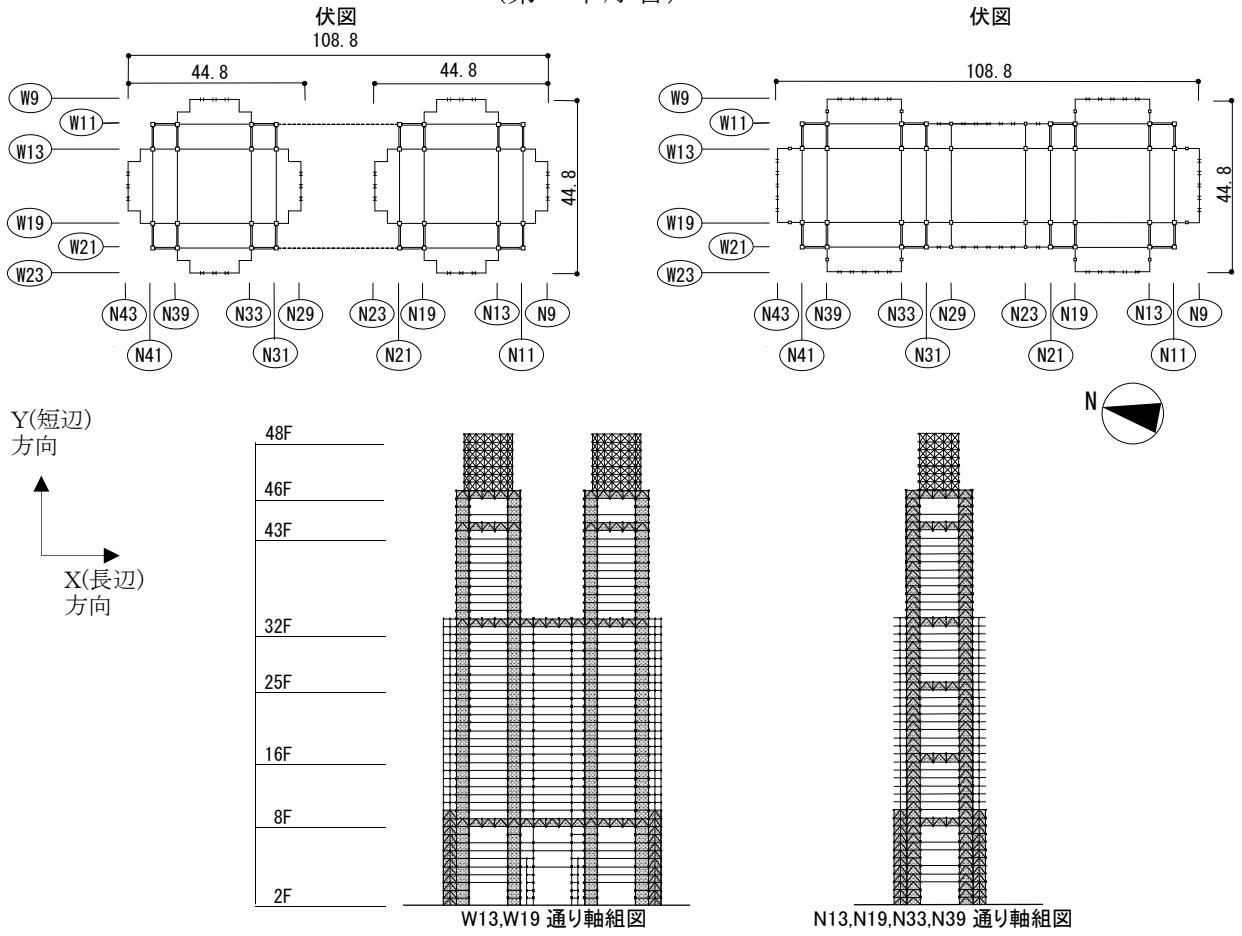 伏図
108.8
44.8
44.8
W9
W11
W13
W19
W21
W23
44.8
N43
N39
N33
N29
N23
N19
N13
N9
N41
N31
N21
N11
伏図
108.8
W9
W11
W13
W19
W21
W23
44.8
N43
N39
N33
N29
N23
N19
N13
N9
N41
N31
N21
N11
N
Y(短辺)
方向
X(長辺)
方向
48F
46F
43F
32F
25F
16F
8F
2F
W13,W19 通り軸組図
N13,N19,N33,N39 通り軸組図